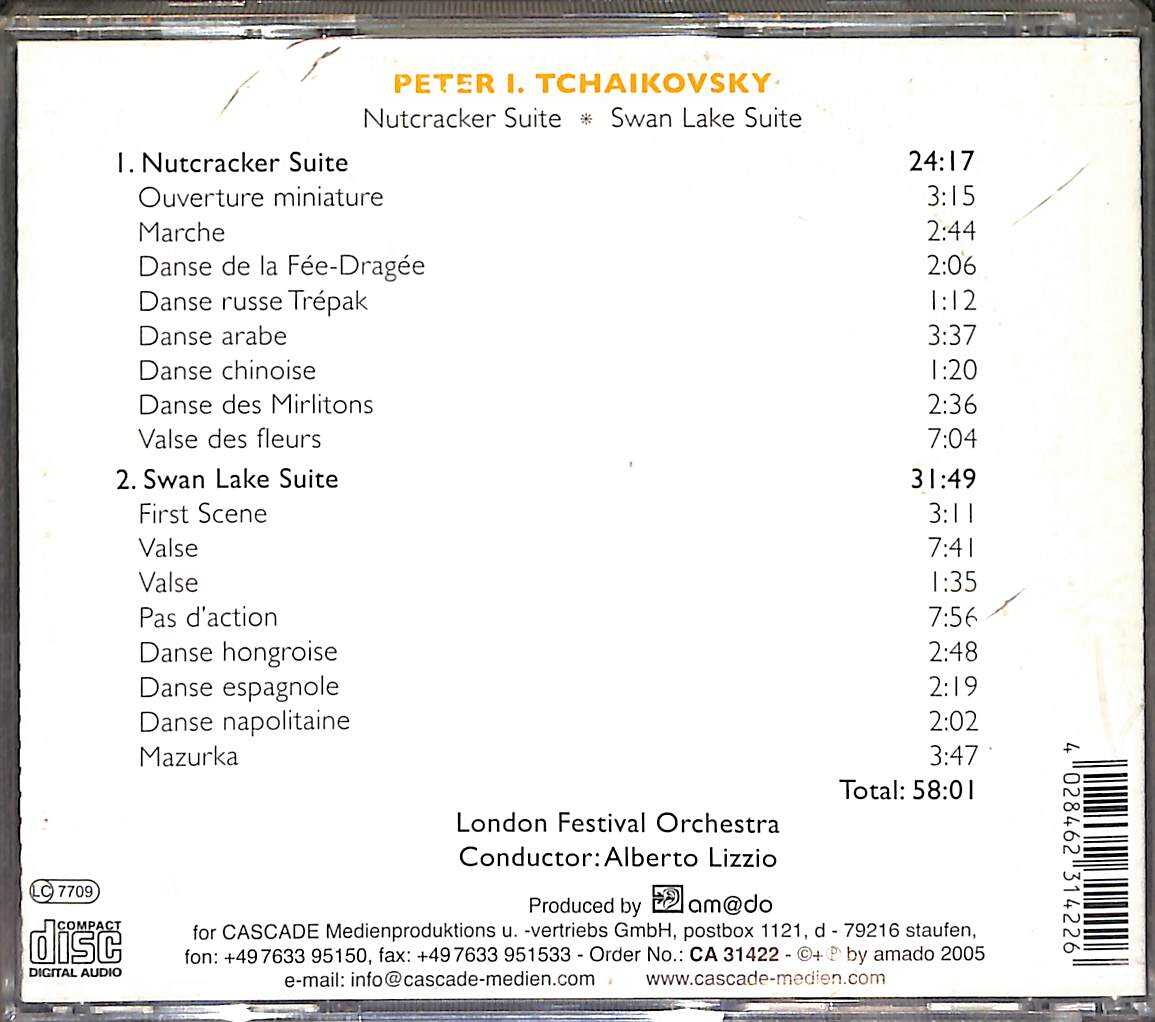 PETER I. TCHAIKOVSKY
Nutcracker Suite * Swan Lake Suite
1. Nutcracker Suite 24:17
Ouverture miniature 3:15
Marche 2:44
Danse de la Fée-Dragée 2:06
Danse russe Trépak 1:12
Danse arabe 3:37
Danse chinoise 1:20
Danse des Mirlitons 2:36
Valse des fleurs 7:04
2. Swan Lake Suite 31:49
First Scene 3:11
Valse 7:41
Valse 1:35
Pas d'action 7:56
Danse hongroise 2:48
Danse espagnole 2:19
Danse napolitaine 2:02
Mazurka 3:47
Total: 58:01
London Festival Orchestra
Conductor: Alberto Lizzio
Produced by am@do
for CASCADE Medienproduktions u. -vertriebs GmbH, postbox 1121, d - 79216 staufen,
fon: +497633 95150, fax: +497633 951533 - Order No.: CA 31422 - ©+ ℗ by amado 2005
e-mail: info@cascade-medien.com www.cascade-medien.com
LC 7709
COMPACT
disc
DIGITAL AUDIO
4 028462 314226